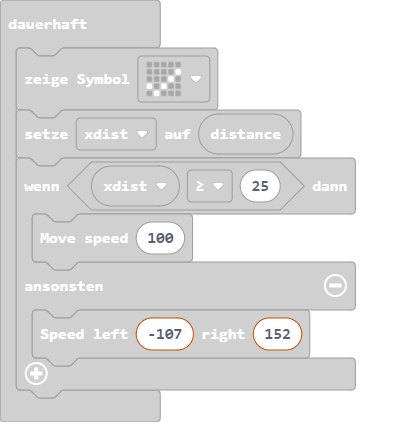 dauerhaft
zeige Symbol
setze xdist auf distance
wenn xdist ≥ 25 dann
Move speed 100
ansonsten
Speed left -107 right 152